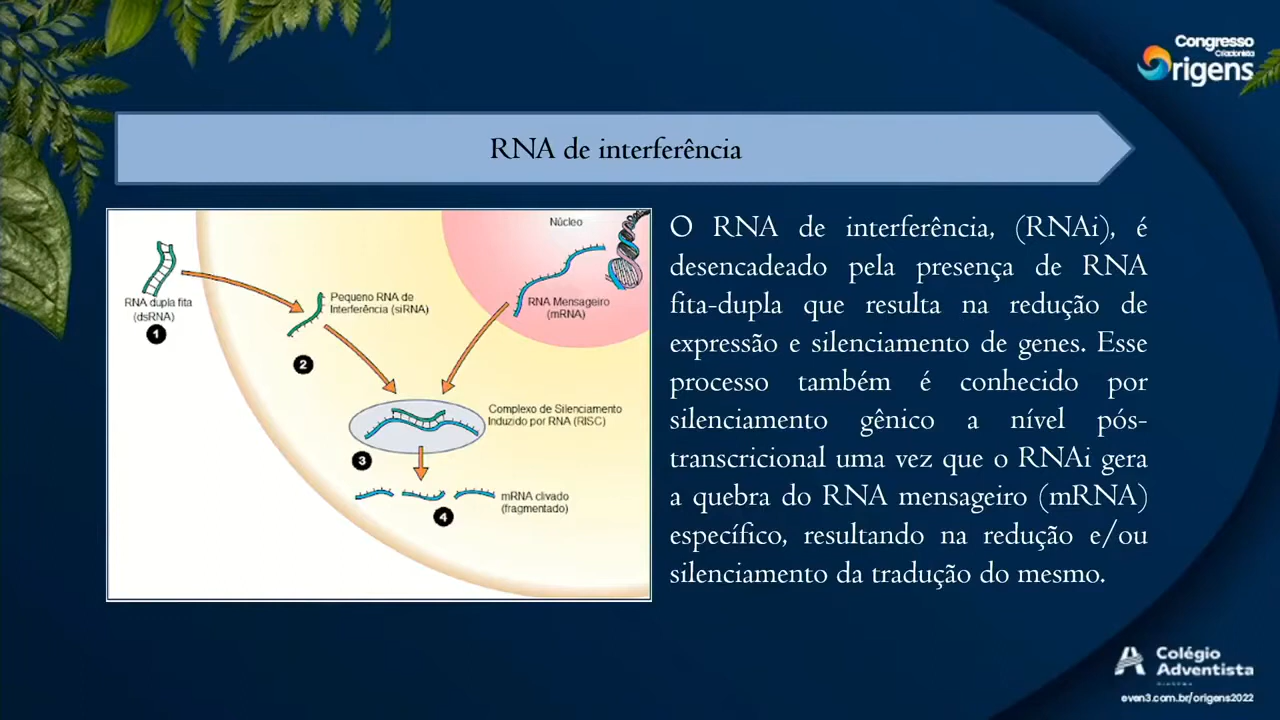 Congresso
Criacionista
Origens
RNA de interferência
Núcleo
RNA dupla fita
(dsRNA)
1
Pequeno RNA de
Interferência (siRNA)
2
RNA Mensageiro
(mRNA)
Complexo de Silenciamento
Induzido por RNA (RISC)
3
mRNA clivado
(fragmentado)
4
O RNA de interferência, (RNAi), é
desencadeado pela presença de RNA
fita-dupla que resulta na redução de
expressão e silenciamento de genes. Esse
processo também é conhecido por
silenciamento gênico a nível pós-
transcricional uma vez que o RNAi gera
a quebra do RNA mensageiro (mRNA)
específico, resultando na redução e/ou
silenciamento da tradução do mesmo.
Colégio
Adventista
even3.com.br/origens2022